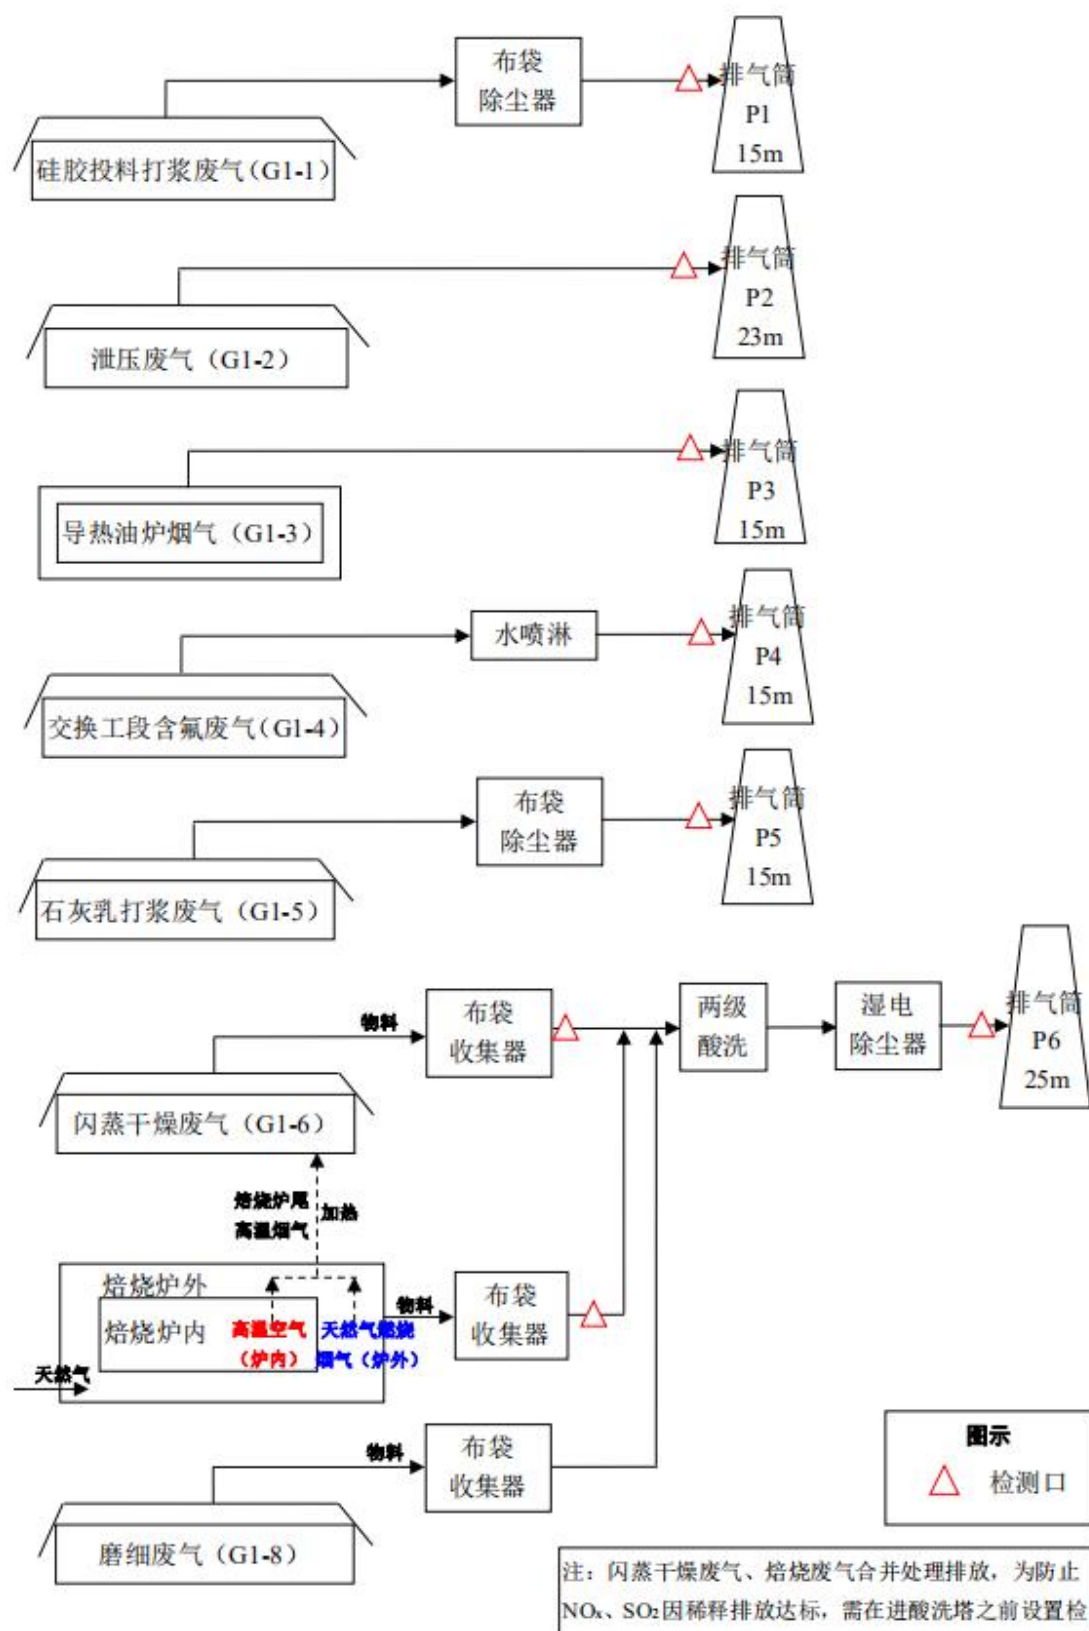 布袋
除尘器
排气筒
P1
15m
硅胶投料打浆废气（G1-1）
排气筒
P2
23m
泄压废气（G1-2）
排气筒
P3
15m
导热油炉烟气（G1-3）
水喷淋
排气筒
P4
15m
交换工段含氟废气（G1-4）
布袋
除尘器
排气筒
P5
15m
石灰乳打浆废气（G1-5）
物料
布袋
收集器
两级
酸洗
湿电
除尘器
排气筒
P6
25m
闪蒸干燥废气（G1-6）
焙烧炉尾
高温烟气
加热
焙烧炉外
焙烧炉内
高温空气
（炉内）
天然气燃烧
烟气（炉外）
天然气
物料
布袋
收集器
物料
布袋
收集器
磨细废气（G1-8）
图示
检测口
注：闪蒸干燥废气、焙烧废气合并处理排放，为防止
NOx、SO2因稀释排放达标，需在进酸洗塔之前设置检